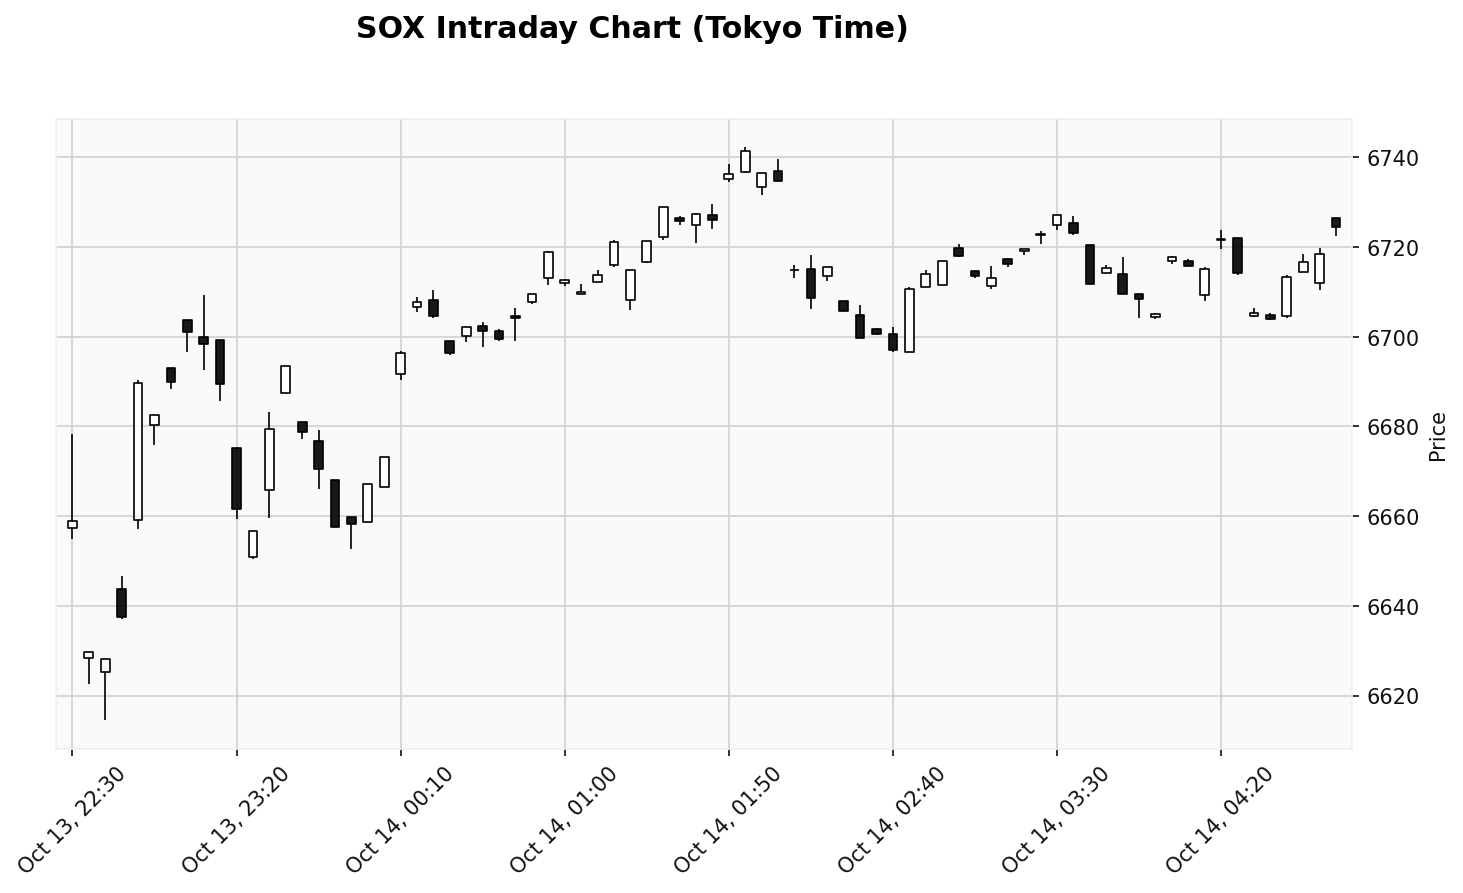 SOX Intraday Chart (Tokyo Time)
6740
6720
6700
6680
6660
6640
6620
Price
Oct 13, 22:30
Oct 13, 23:20
Oct 14, 00:10
Oct 14, 01:00
Oct 14, 01:50
Oct 14, 02:40
Oct 14, 03:30
Oct 14, 04:20